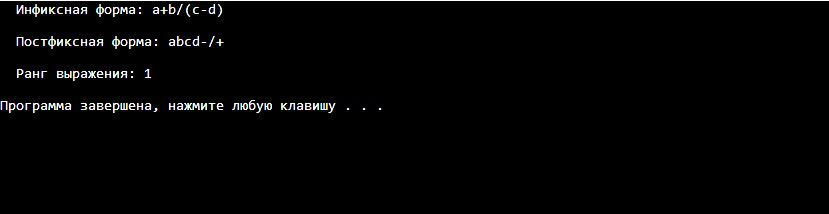 Инфиксная форма: a+b/(c-d)
Постфиксная форма: abcd-/+
Ранг выражения: 1
Программа завершена, нажмите любую клавишу . . .